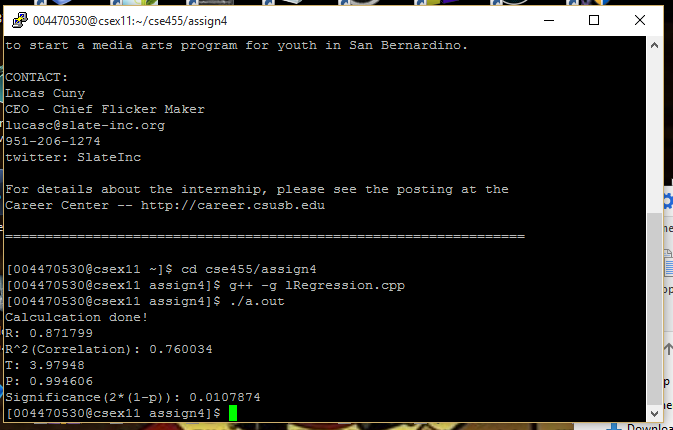 004470530@csex11:~/cse455/assign4
to start a media arts program for youth in San Bernardino.
CONTACT:
Lucas Cuny
CEO - Chief Flicker Maker
lucasc@slate-inc.org
951-206-1274
twitter: SlateInc
For details about the internship, please see the posting at the
Career Center -- http://career.csusb.edu
=================================================================
[004470530@csex11 ~]$ cd cse455/assign4
[004470530@csex11 assign4]$ g++ -g lRegression.cpp
[004470530@csex11 assign4]$ ./a.out
Calculcation done!
R: 0.871799
R^2(Correlation): 0.760034
T: 3.97948
P: 0.994606
Significance(2*(1-p)): 0.0107874
[004470530@csex11 assign4]$